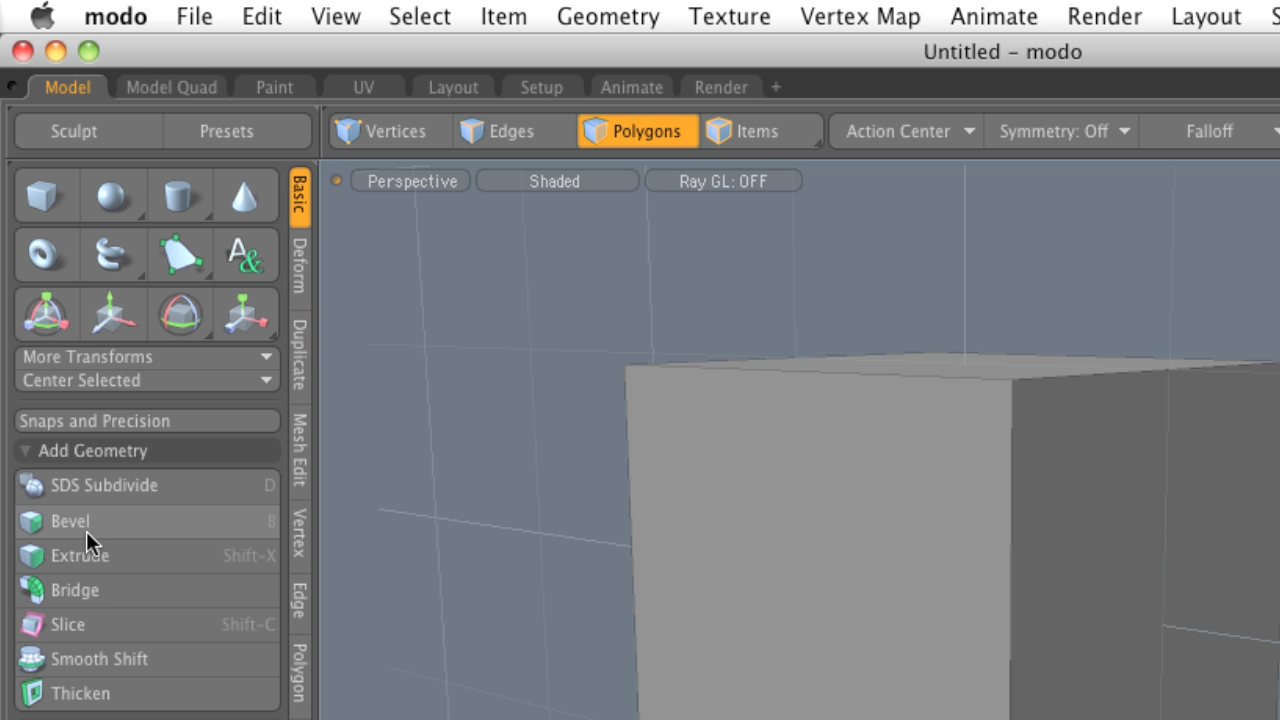 modo File Edit View Select Item Geometry Texture Vertex Map Animate Render Layout
Untitled – modo
Model Model Quad Paint UV Layout Setup Animate Render +
Sculpt Presets Vertices Edges Polygons Items Action Center Symmetry: Off Falloff
Perspective Shaded Ray GL: OFF
Basic
Deform
Duplicate
Mesh Edit
Vertex
Edge
Polygon
A&
More Transforms
Center Selected
Snaps and Precision
Add Geometry
SDS Subdivide D
Bevel B
Extrude Shift-X
Bridge
Slice Shift-C
Smooth Shift
Thicken